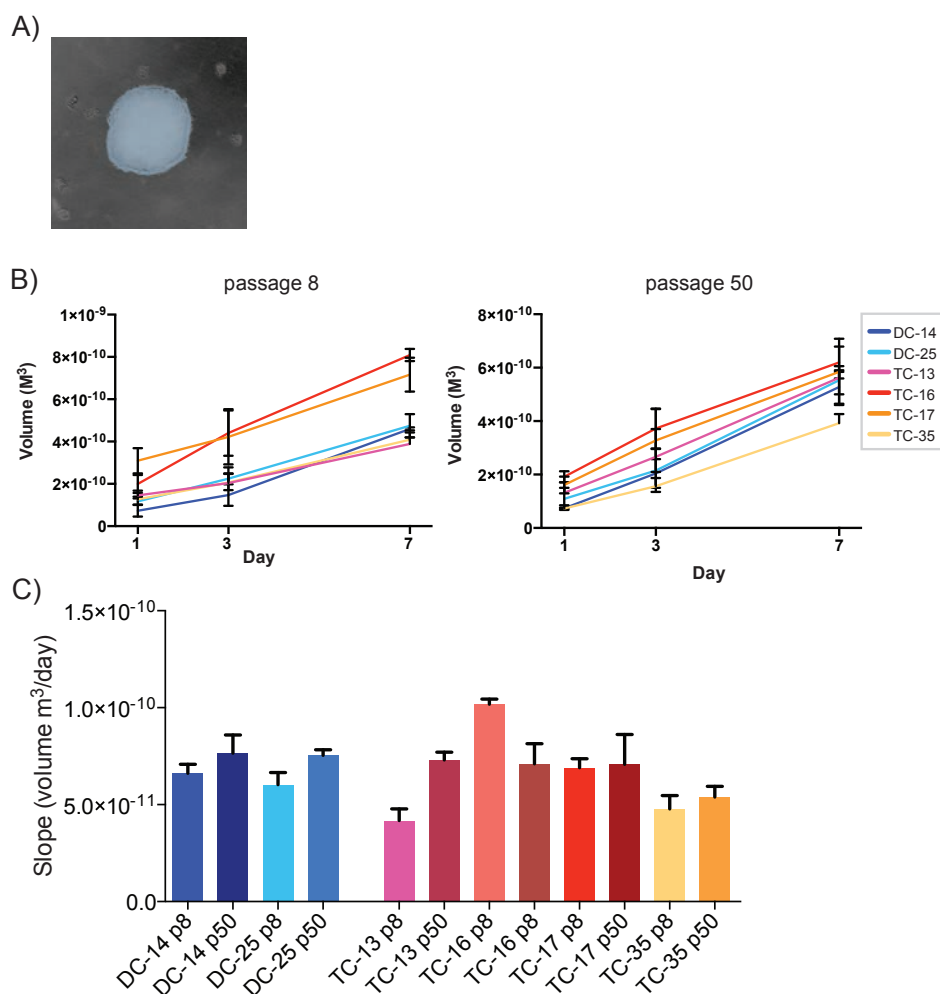 A)
B)
passage 8
passage 50
1×10⁻⁹
8×10⁻¹⁰
6×10⁻¹⁰
4×10⁻¹⁰
2×10⁻¹⁰
0
Volume (M³)
1
3
7
Day
8×10⁻¹⁰
6×10⁻¹⁰
4×10⁻¹⁰
2×10⁻¹⁰
0
Volume (M³)
1
3
7
Day
DC-14
DC-25
TC-13
TC-16
TC-17
TC-35
C)
1.5×10⁻¹⁰
1.0×10⁻¹⁰
5.0×10⁻¹¹
0.0
Slope (volume m³/day)
DC-14 p8
DC-14 p50
DC-25 p8
DC-25 p50
TC-13 p8
TC-13 p50
TC-16 p8
TC-16 p8
TC-17 p8
TC-17 p50
TC-35 p8
TC-35 p50